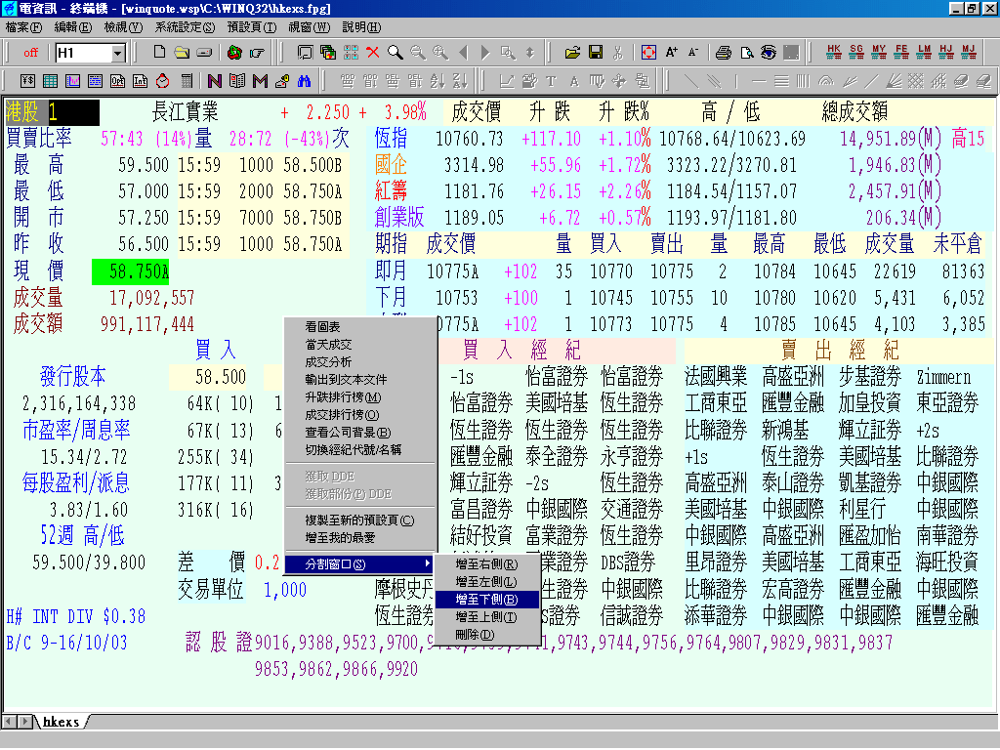 電資訊 - 終端機 - [winquote.wsp\C:\WINQ32\hkexs.fpg]
檔案(F) 編輯(E) 檢視(V) 系統設定(S) 預設頁(I) 視窗(W) 說明(H)
off H1
HK SG MY FE LM HJ MJ
港股 1 長江實業 + 2.250 + 3.98% 成交價 升 跌 升 跌% 高 / 低 總成交額
買賣比率 57:43 (14%)量 28:72 (-43%)次 恆指 10760.73 +117.10 +1.10% 10768.64/10623.69 14,951.89(M) 高15
最 高 59.500 15:59 1000 58.500B 國企 3314.98 +55.96 +1.72% 3323.22/3270.81 1,946.83(M)
最 低 57.000 15:59 2000 58.750A 紅籌 1181.76 +26.15 +2.26% 1184.54/1157.07 2,457.91(M)
開 市 57.250 15:59 7000 58.750B 創業版 1189.05 +6.72 +0.57% 1193.97/1181.80 206.34(M)
昨 收 56.500 15:59 1000 58.750A 期指 成交價 量 買入 賣出 量 最高 最低 成交量 未平倉
現 價 58.750A 即月 10775A +102 35 10770 10775 2 10784 10645 22619 81363
成交量 17,092,557 下月 10753 +100 1 10745 10755 10 10780 10620 5,431 6,052
成交額 991,117,444 0775A +102 1 10773 10775 4 10785 10645 4,103 3,385
買 入 買 入 經 紀 賣 出 經 紀
發行股本 58.500 -1s 怡富證券 怡富證券 法國興業 高盛亞洲 步基證券 Zimmern
2,316,164,338 64K( 10) 1 怡富證券 美國培基 恆生證券 工商東亞 匯豐金融 加皇投資 東亞證券
市盈率/周息率 67K( 13) 6 恆生證券 恆生證券 恆生證券 比聯證券 新鴻基 輝立証券 +2s
15.34/2.72 255K( 34) 匯豐金融 泰全證券 永亨證券 +1s 恆生證券 美國培基 比聯證券
每股盈利/派息 177K( 11) 3 輝立証券 -2s 恆生證券 高盛亞洲 泰山證券 凱基證券 中銀國際
3.83/1.60 316K( 16) 富昌證券 中銀國際 交通證券 美國培基 中銀國際 利星行 中銀國際
52週 高/低 結好投資 富業證券 恆生證券 中銀國際 高盛亞洲 匯盈加怡 南華證券
59.500/39.800 差 價 0.2 業證券 DBS證券 里昂證券 美國培基 工商東亞 海旺投資
交易單位 1,000 摩根史丹 證券 中銀國際 比聯證券 宏高證券 匯豐金融 中銀國際
H# INT DIV $0.38 恆生證券 S證券 信誠證券 添華證券 中銀國際 中銀國際 匯豐金融
B/C 9-16/10/03 認 股 證 9016,9388,9523,9700, 9743,9744,9756,9764,9807,9829,9831,9837
9853,9862,9866,9920
看圖表
當天成交
成交分析
輸出到文本文件
升跌排行榜(M)
成交排行榜(O)
查看公司背景(B)
切換經紀代號/名稱
獲取 DDE
獲取部份(P) DDE
複製至新的預設頁(C)
增至我的最愛
分割窗口(S)
增至右側(R)
增至左側(L)
增至下側(B)
增至上側(T)
刪除(D)
hkexs